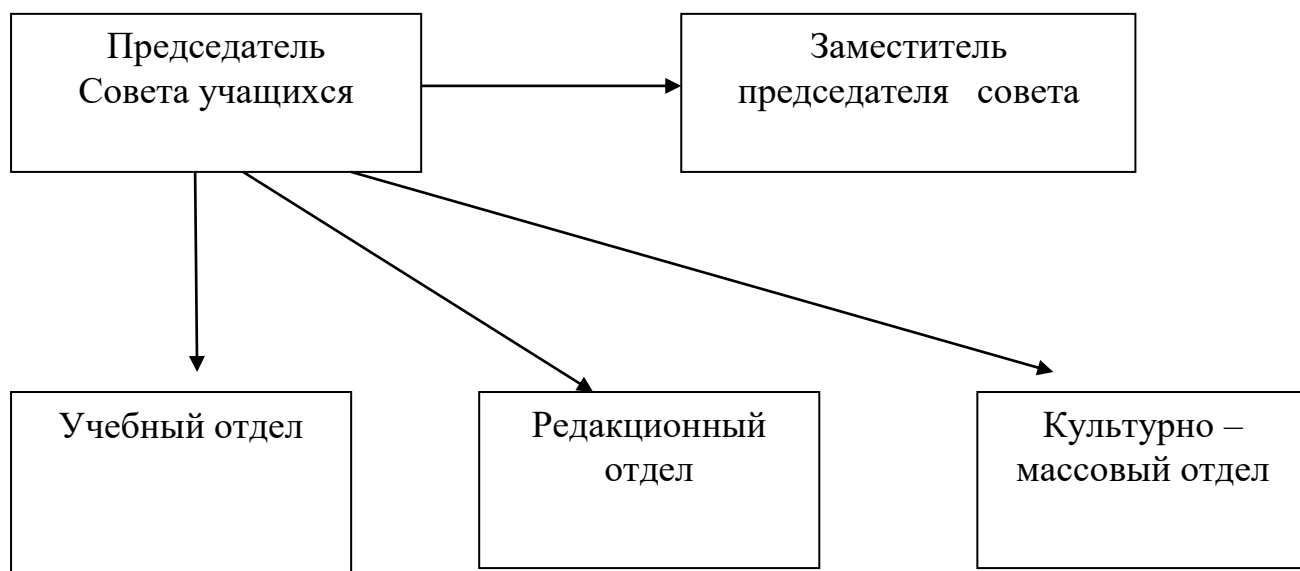 Председатель
Совета учащихся
Заместитель
председателя совета
Учебный отдел
Редакционный
отдел
Культурно –
массовый отдел